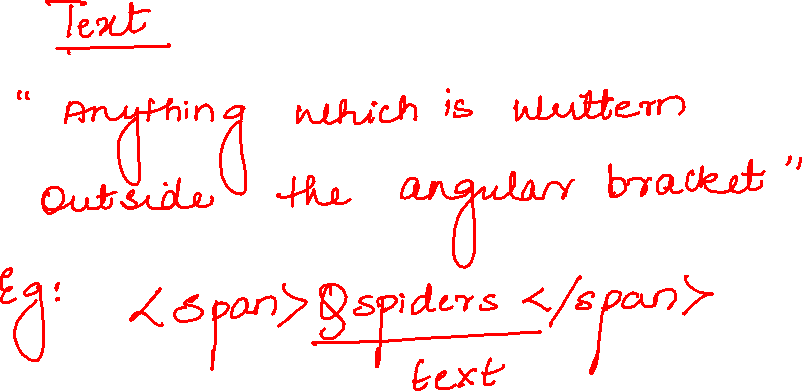 Text
" Anything which is written
outside the angular bracket "
Eg: <span>Qspiders </span>
text